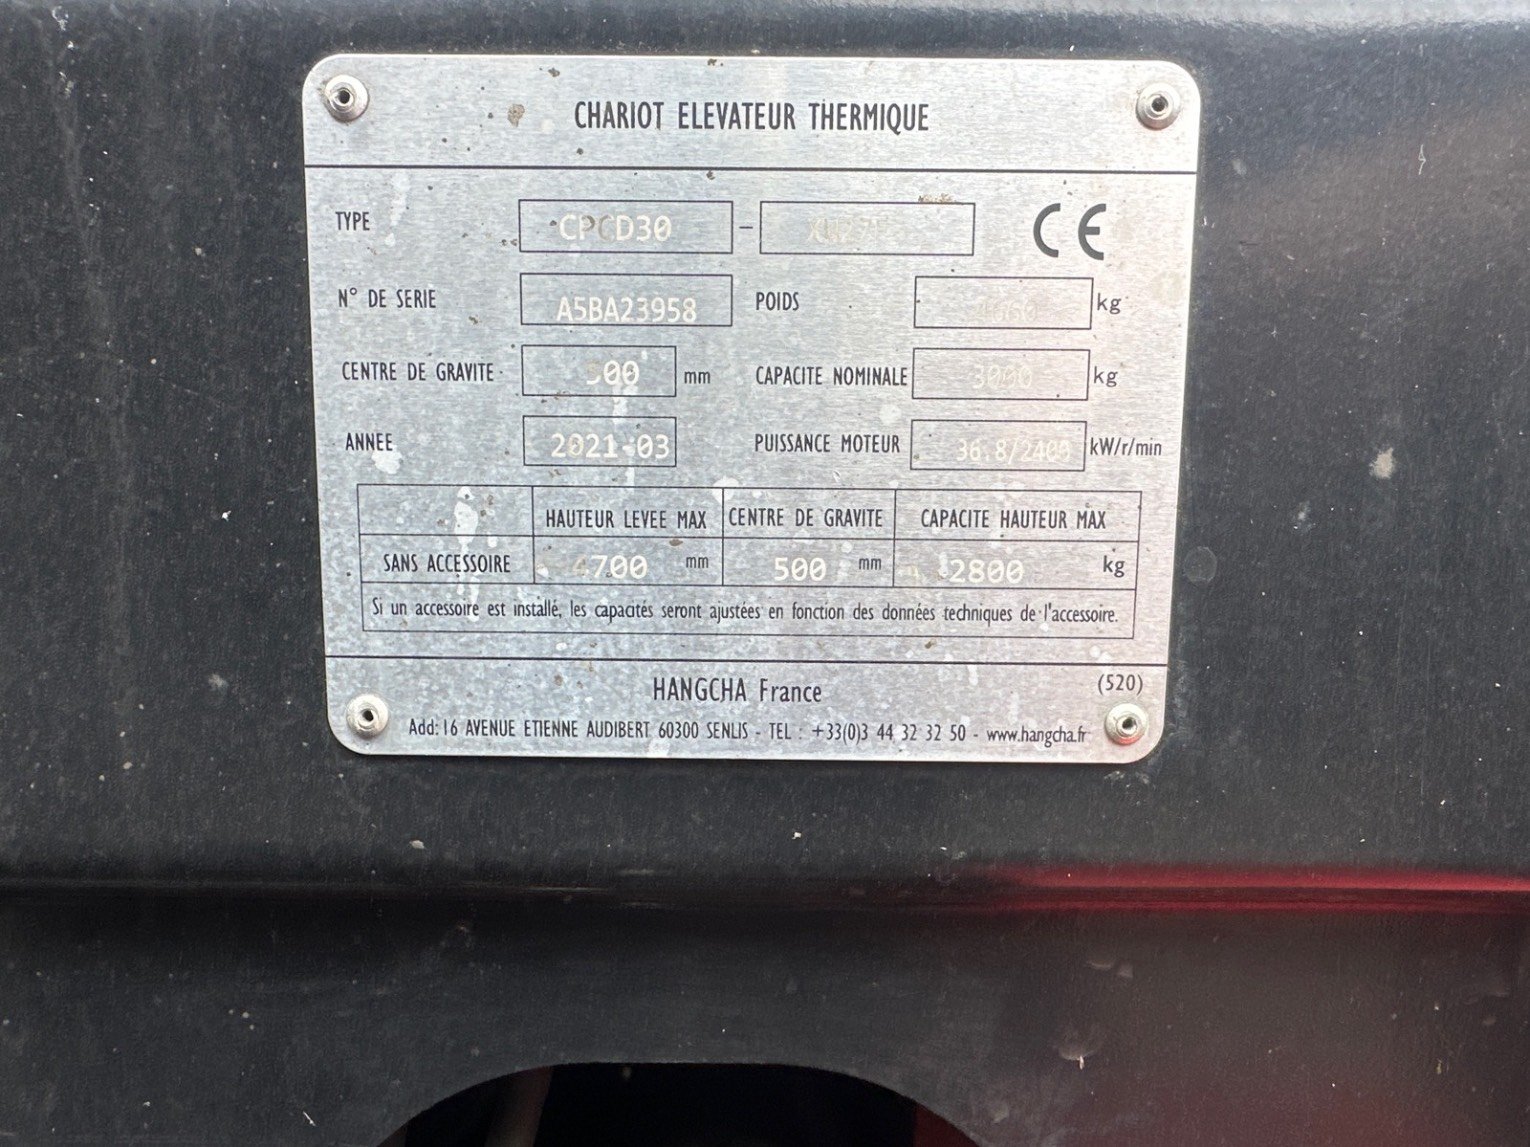 CHARIOT ELEVATEUR THERMIQUE
TYPE CPCD30 - CE
N° DE SERIE A5BA23958 POIDS kg
CENTRE DE GRAVITE 500 mm CAPACITE NOMINALE 3000 kg
ANNEE 2021-03 PUISSANCE MOTEUR 36.8/2400 kW/r/min
HAUTEUR LEVEE MAX CENTRE DE GRAVITE CAPACITE HAUTEUR MAX
SANS ACCESSOIRE 4700 mm 500 mm 2800 kg
Si un accessoire est installé, les capacités seront ajustées en fonction des données techniques de l'accessoire.
HANGCHA France (520)
Add: 16 AVENUE ETIENNE AUDIBERT 60300 SENLIS - TEL : +33(0)3 44 32 32 50 - www.hangcha.fr